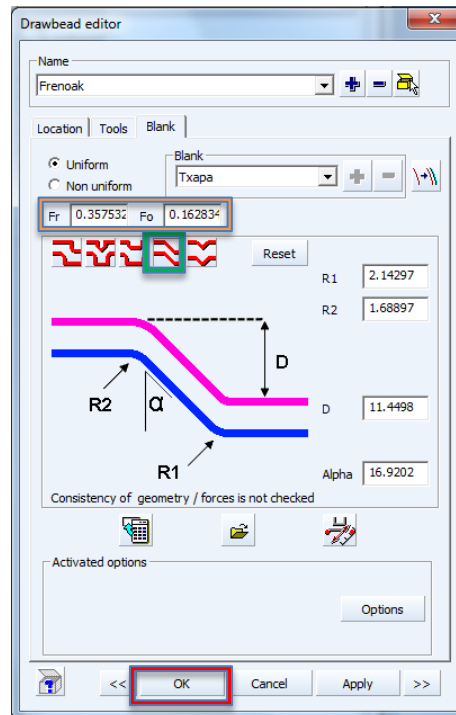 Drawbead editor
x
Name
Frenoak
Location Tools Blank
Uniform
Non uniform
Blank
Txapa
Fr 0.357532 Fo 0.162834
Reset
R1 2.14297
R2 1.68897
D
R2 α
D 11.4498
R1
Alpha 16.9202
Consistency of geometry / forces is not checked
Activated options
Options
? << OK Cancel Apply >>